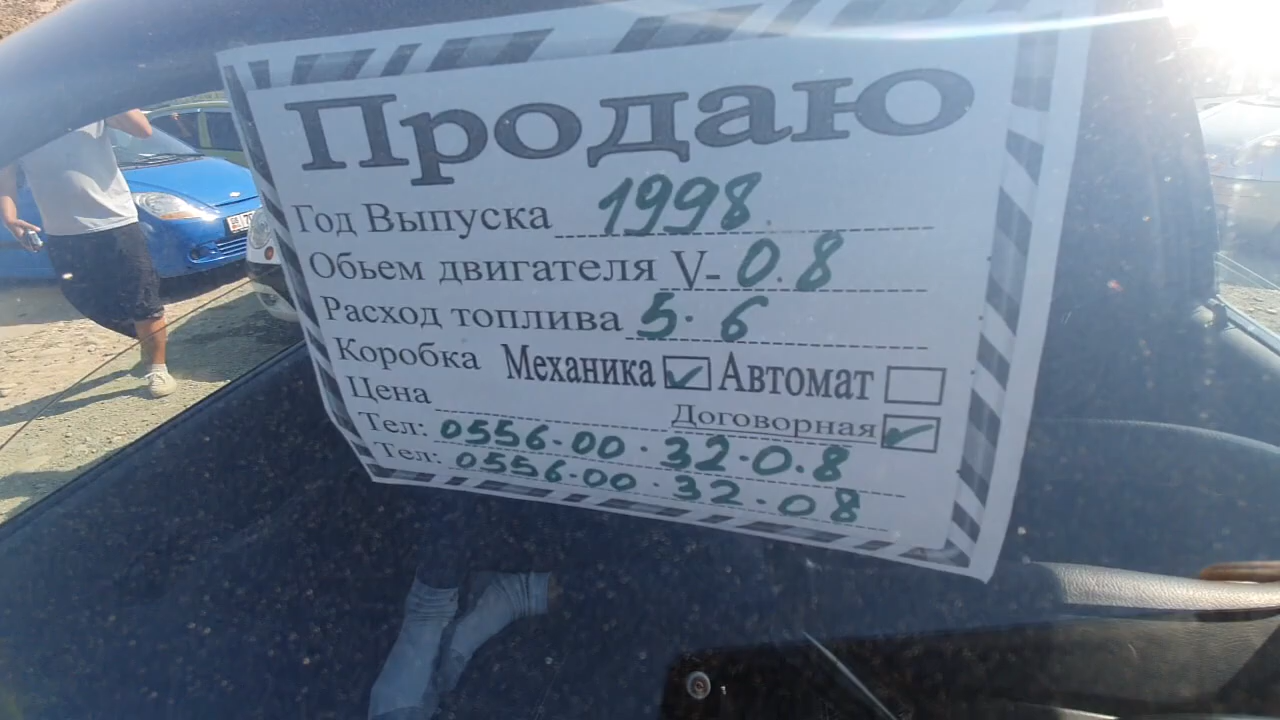 Продаю
Год Выпуска 1998
Обьем двигателя V- 0.8
Расход топлива 5.6
Коробка Механика ✓ Автомат
Цена
Договорная ✓
Тел: 0556.00.32.0.8
Тел: 0556.00.32.08